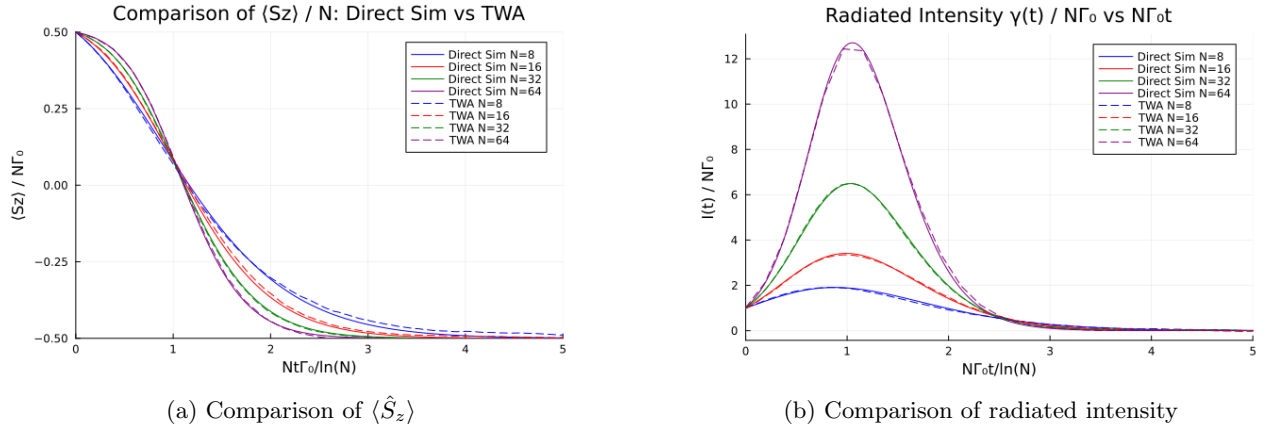 Comparison of ⟨Sz⟩ / N: Direct Sim vs TWA
0.50
0.25
0.00
−0.25
−0.50
⟨Sz⟩ / NΓ₀
Direct Sim N=8
Direct Sim N=16
Direct Sim N=32
Direct Sim N=64
TWA N=8
TWA N=16
TWA N=32
TWA N=64
0 1 2 3 4 5
NtΓ₀/ln(N)
(a) Comparison of ⟨Ŝz⟩
Radiated Intensity γ(t) / NΓ₀ vs NΓ₀t
12
10
8
6
4
2
0
I(t) / NΓ₀
Direct Sim N=8
Direct Sim N=16
Direct Sim N=32
Direct Sim N=64
TWA N=8
TWA N=16
TWA N=32
TWA N=64
0 1 2 3 4 5
NΓ₀t/ln(N)
(b) Comparison of radiated intensity